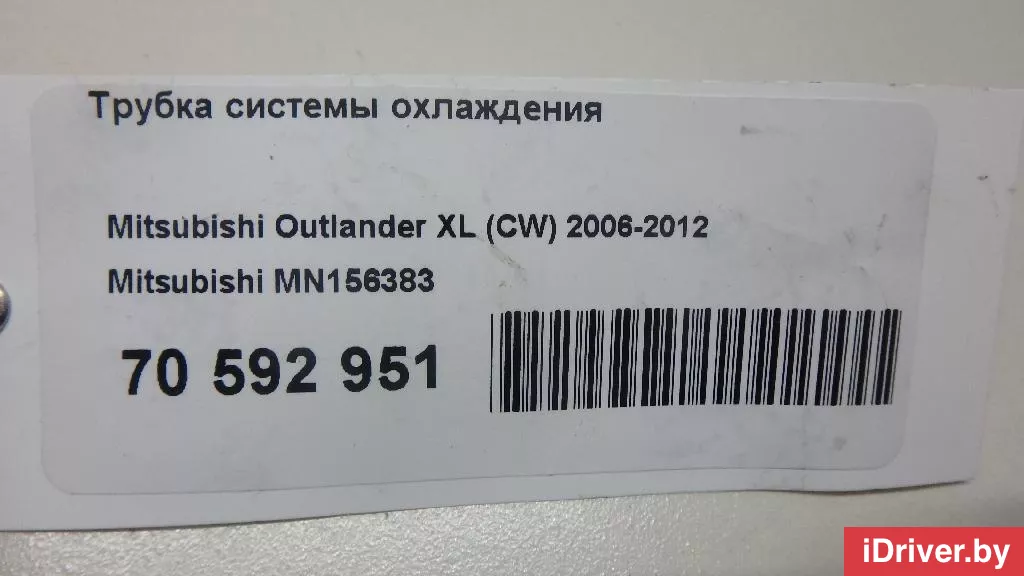 Трубка системы охлаждения
Mitsubishi Outlander XL (CW) 2006-2012
Mitsubishi MN156383
70 592 951
iDriver.by